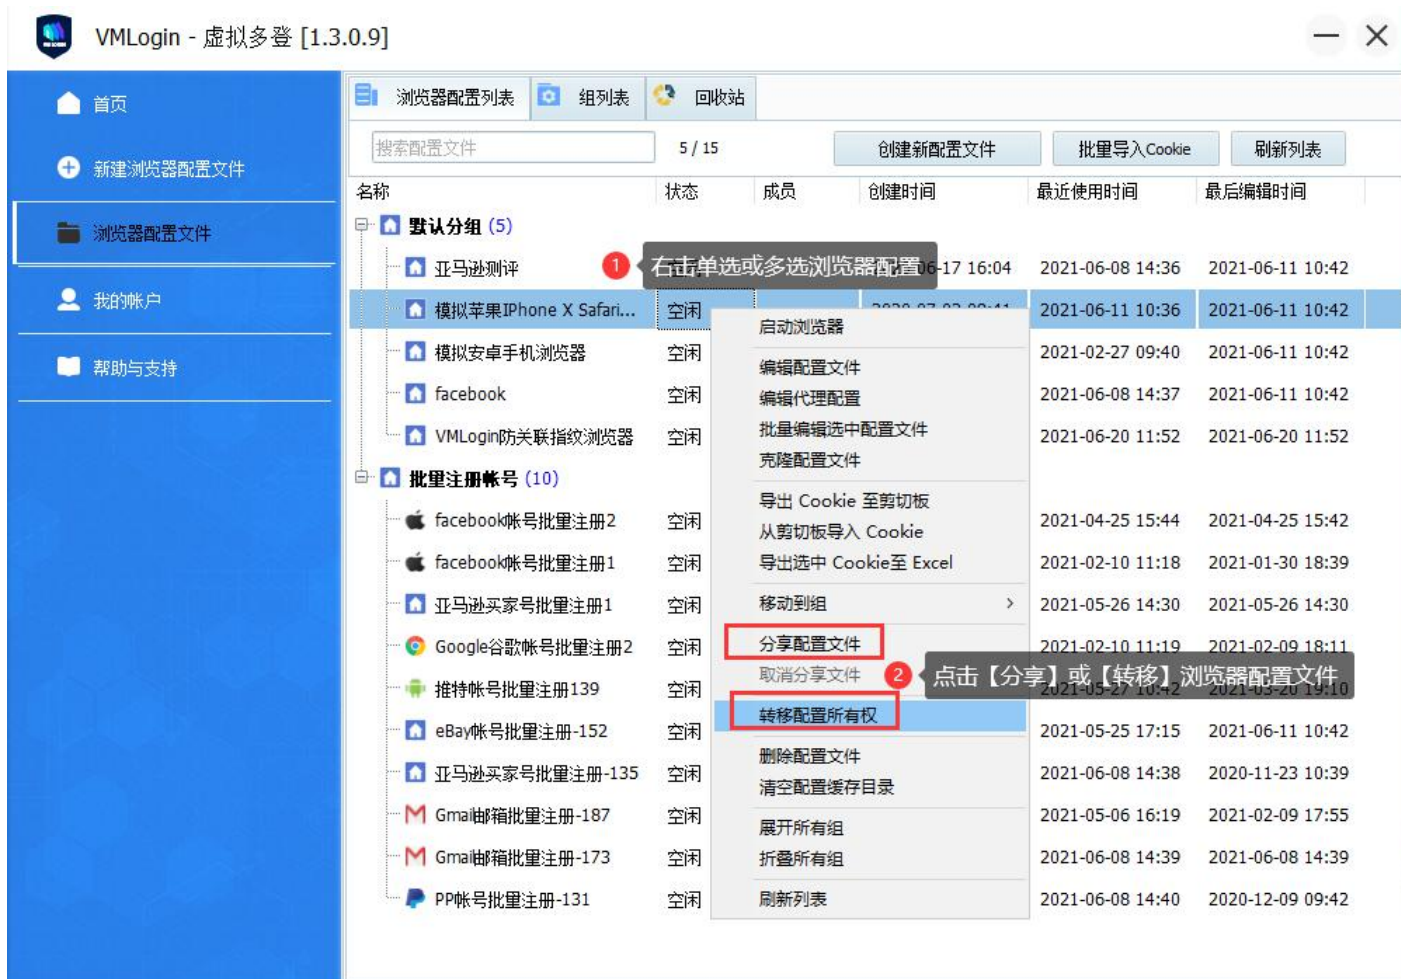 VMLogin - 虚拟多登 [1.3.0.9]
首页
新建浏览器配置文件
浏览器配置文件
我的帐户
帮助与支持
浏览器配置列表 组列表 回收站
搜索配置文件 5 / 15 创建新配置文件 批量导入Cookie 刷新列表
名称 状态 成员 创建时间 最近使用时间 最后编辑时间
默认分组 (5)
亚马逊测评 1 右击单选或多选浏览器配置 06-17 16:04 2021-06-08 14:36 2021-06-11 10:42
模拟苹果IPhone X Safari... 空闲 2021-06-11 10:36 2021-06-11 10:42
模拟安卓手机浏览器 空闲 2021-02-27 09:40 2021-06-11 10:42
facebook 空闲 2021-06-08 14:37 2021-06-11 10:42
VMLogin防关联指纹浏览器 空闲 2021-06-20 11:52 2021-06-20 11:52
批量注册帐号 (10)
facebook帐号批量注册2 空闲 2021-04-25 15:44 2021-04-25 15:42
facebook帐号批量注册1 空闲 2021-02-10 11:18 2021-01-30 18:39
亚马逊买家号批量注册1 空闲 2021-05-26 14:30 2021-05-26 14:30
Google谷歌帐号批量注册2 空闲 2021-02-10 11:19 2021-02-09 18:11
推特帐号批量注册139 空闲 2021-05-27 10:42 2021-03-20 19:10
eBay帐号批量注册-152 空闲 2021-05-25 17:15 2021-06-11 10:42
亚马逊买家号批量注册-135 空闲 2021-06-08 14:38 2020-11-23 10:39
Gmail邮箱批量注册-187 空闲 2021-05-06 16:19 2021-02-09 17:55
Gmail邮箱批量注册-173 空闲 2021-06-08 14:39 2021-06-08 14:39
PP帐号批量注册-131 空闲 2021-06-08 14:40 2020-12-09 09:42
启动浏览器
编辑配置文件
编辑代理配置
批量编辑选中配置文件
克隆配置文件
导出 Cookie 至剪切板
从剪切板导入 Cookie
导出选中 Cookie至 Excel
移动到组
分享配置文件
取消分享文件
2 点击【分享】或【转移】浏览器配置文件
转移配置所有权
删除配置文件
清空配置缓存目录
展开所有组
折叠所有组
刷新列表